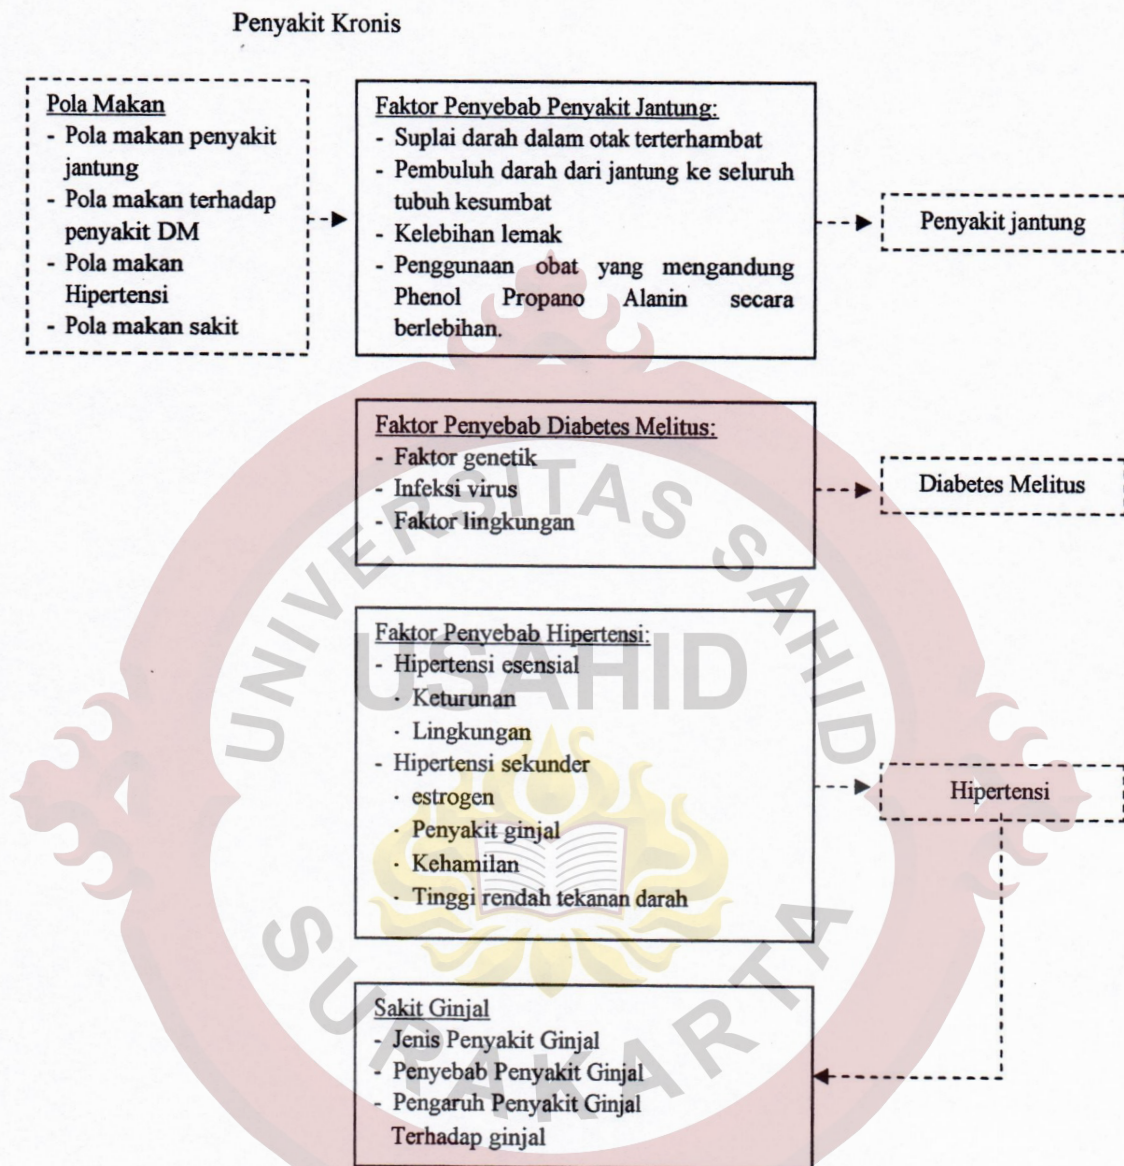 Penyakit Kronis
Pola Makan
- Pola makan penyakit
jantung
- Pola makan terhadap
penyakit DM
- Pola makan
Hipertensi
- Pola makan sakit
Faktor Penyebab Penyakit Jantung:
- Suplai darah dalam otak terterhambat
- Pembuluh darah dari jantung ke seluruh
tubuh kesumbat
- Kelebihan lemak
- Penggunaan obat yang mengandung
Phenol Propano Alanin secara
berlebihan.
Penyakit jantung
Faktor Penyebab Diabetes Melitus:
- Faktor genetik
- Infeksi virus
- Faktor lingkungan
Diabetes Melitus
Faktor Penyebab Hipertensi:
- Hipertensi esensial
· Keturunan
· Lingkungan
- Hipertensi sekunder
· estrogen
· Penyakit ginjal
· Kehamilan
· Tinggi rendah tekanan darah
Hipertensi
Sakit Ginjal
- Jenis Penyakit Ginjal
- Penyebab Penyakit Ginjal
- Pengaruh Penyakit Ginjal
Terhadap ginjal
UNIVERSITAS SAHID
USAHID
SURAKARTA